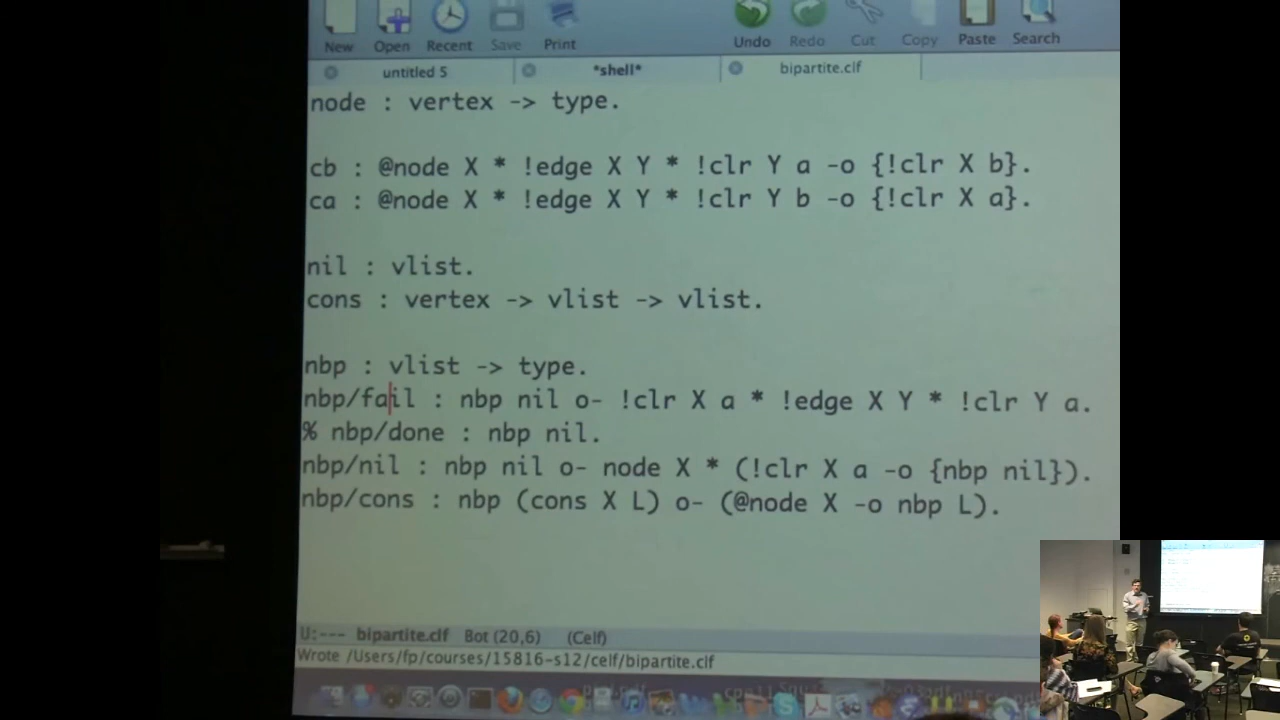 New Open Recent Save Print Undo Redo Cut Copy Paste Search
untitled 5 *shell* bipartite.clf
node : vertex -> type.
cb : @node X * !edge X Y * !clr Y a -o {!clr X b}.
ca : @node X * !edge X Y * !clr Y b -o {!clr X a}.
nil : vlist.
cons : vertex -> vlist -> vlist.
nbp : vlist -> type.
nbp/fail : nbp nil o- !clr X a * !edge X Y * !clr Y a.
% nbp/done : nbp nil.
nbp/nil : nbp nil o- node X * (!clr X a -o {nbp nil}).
nbp/cons : nbp (cons X L) o- (@node X -o nbp L).
U:--- bipartite.clf Bot (20,6) (Celf)
Wrote /Users/fp/courses/15816-s12/celf/bipartite.clf